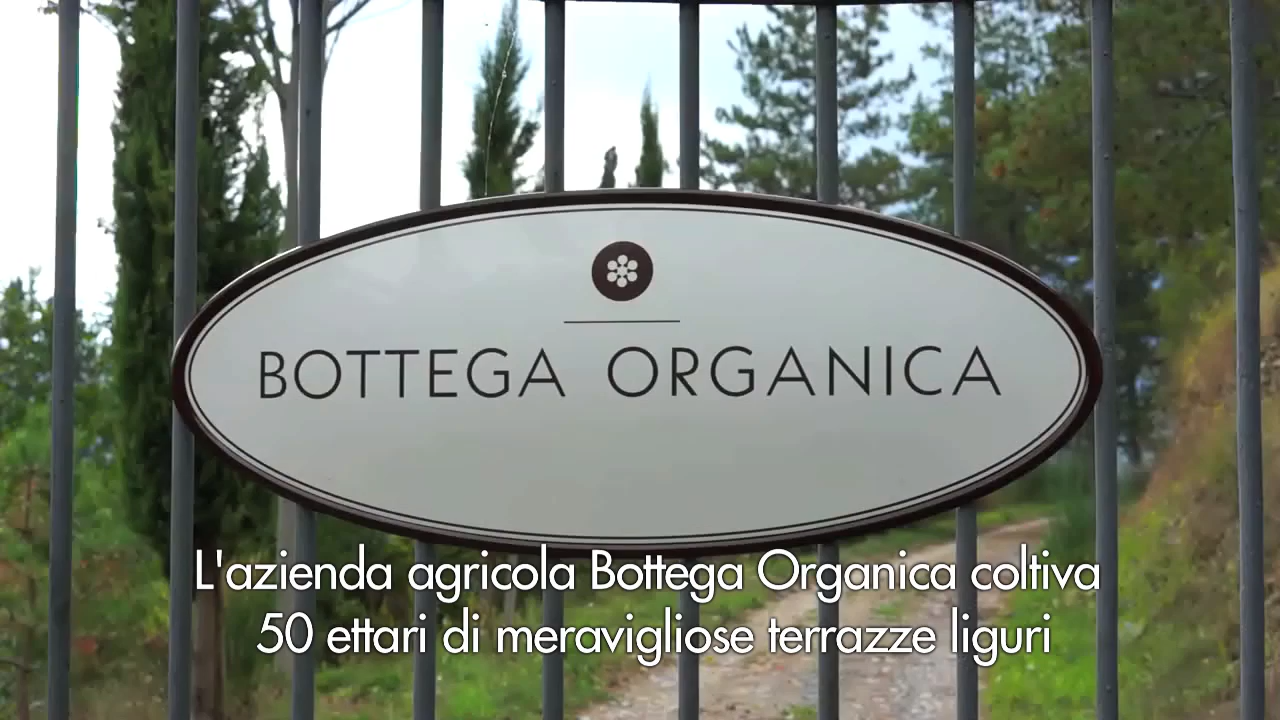 BOTTEGA ORGANICA
L'azienda agricola Bottega Organica coltiva
50 ettari di meravigliose terrazze liguri